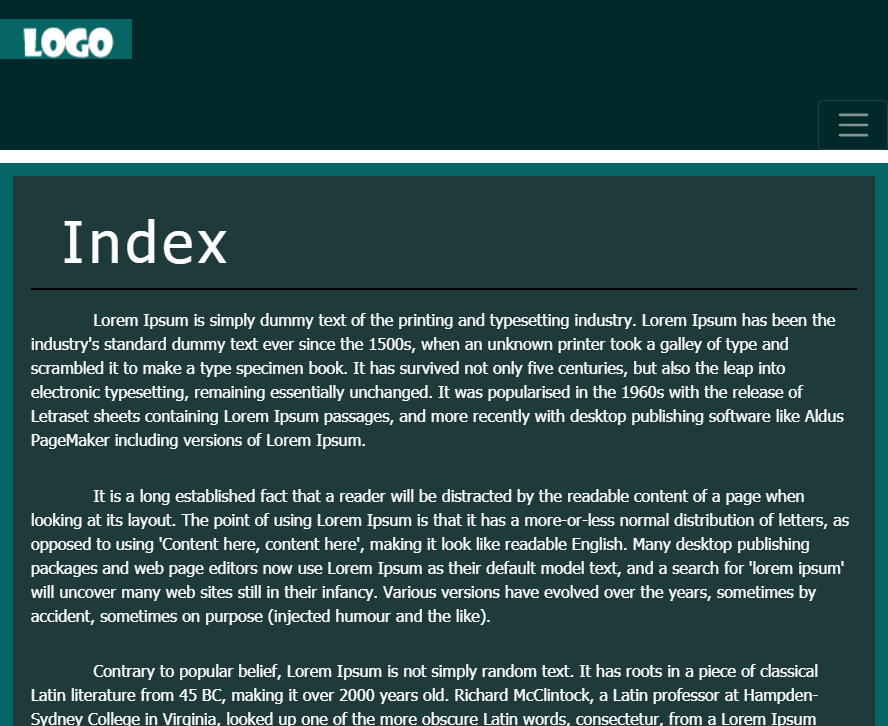 LOGO
Index
Lorem Ipsum is simply dummy text of the printing and typesetting industry. Lorem Ipsum has been the
industry's standard dummy text ever since the 1500s, when an unknown printer took a galley of type and
scrambled it to make a type specimen book. It has survived not only five centuries, but also the leap into
electronic typesetting, remaining essentially unchanged. It was popularised in the 1960s with the release of
Letraset sheets containing Lorem Ipsum passages, and more recently with desktop publishing software like Aldus
PageMaker including versions of Lorem Ipsum.
It is a long established fact that a reader will be distracted by the readable content of a page when
looking at its layout. The point of using Lorem Ipsum is that it has a more-or-less normal distribution of letters, as
opposed to using 'Content here, content here', making it look like readable English. Many desktop publishing
packages and web page editors now use Lorem Ipsum as their default model text, and a search for 'lorem ipsum'
will uncover many web sites still in their infancy. Various versions have evolved over the years, sometimes by
accident, sometimes on purpose (injected humour and the like).
Contrary to popular belief, Lorem Ipsum is not simply random text. It has roots in a piece of classical
Latin literature from 45 BC, making it over 2000 years old. Richard McClintock, a Latin professor at Hampden-
Sydney College in Virginia, looked up one of the more obscure Latin words, consectetur, from a Lorem Ipsum